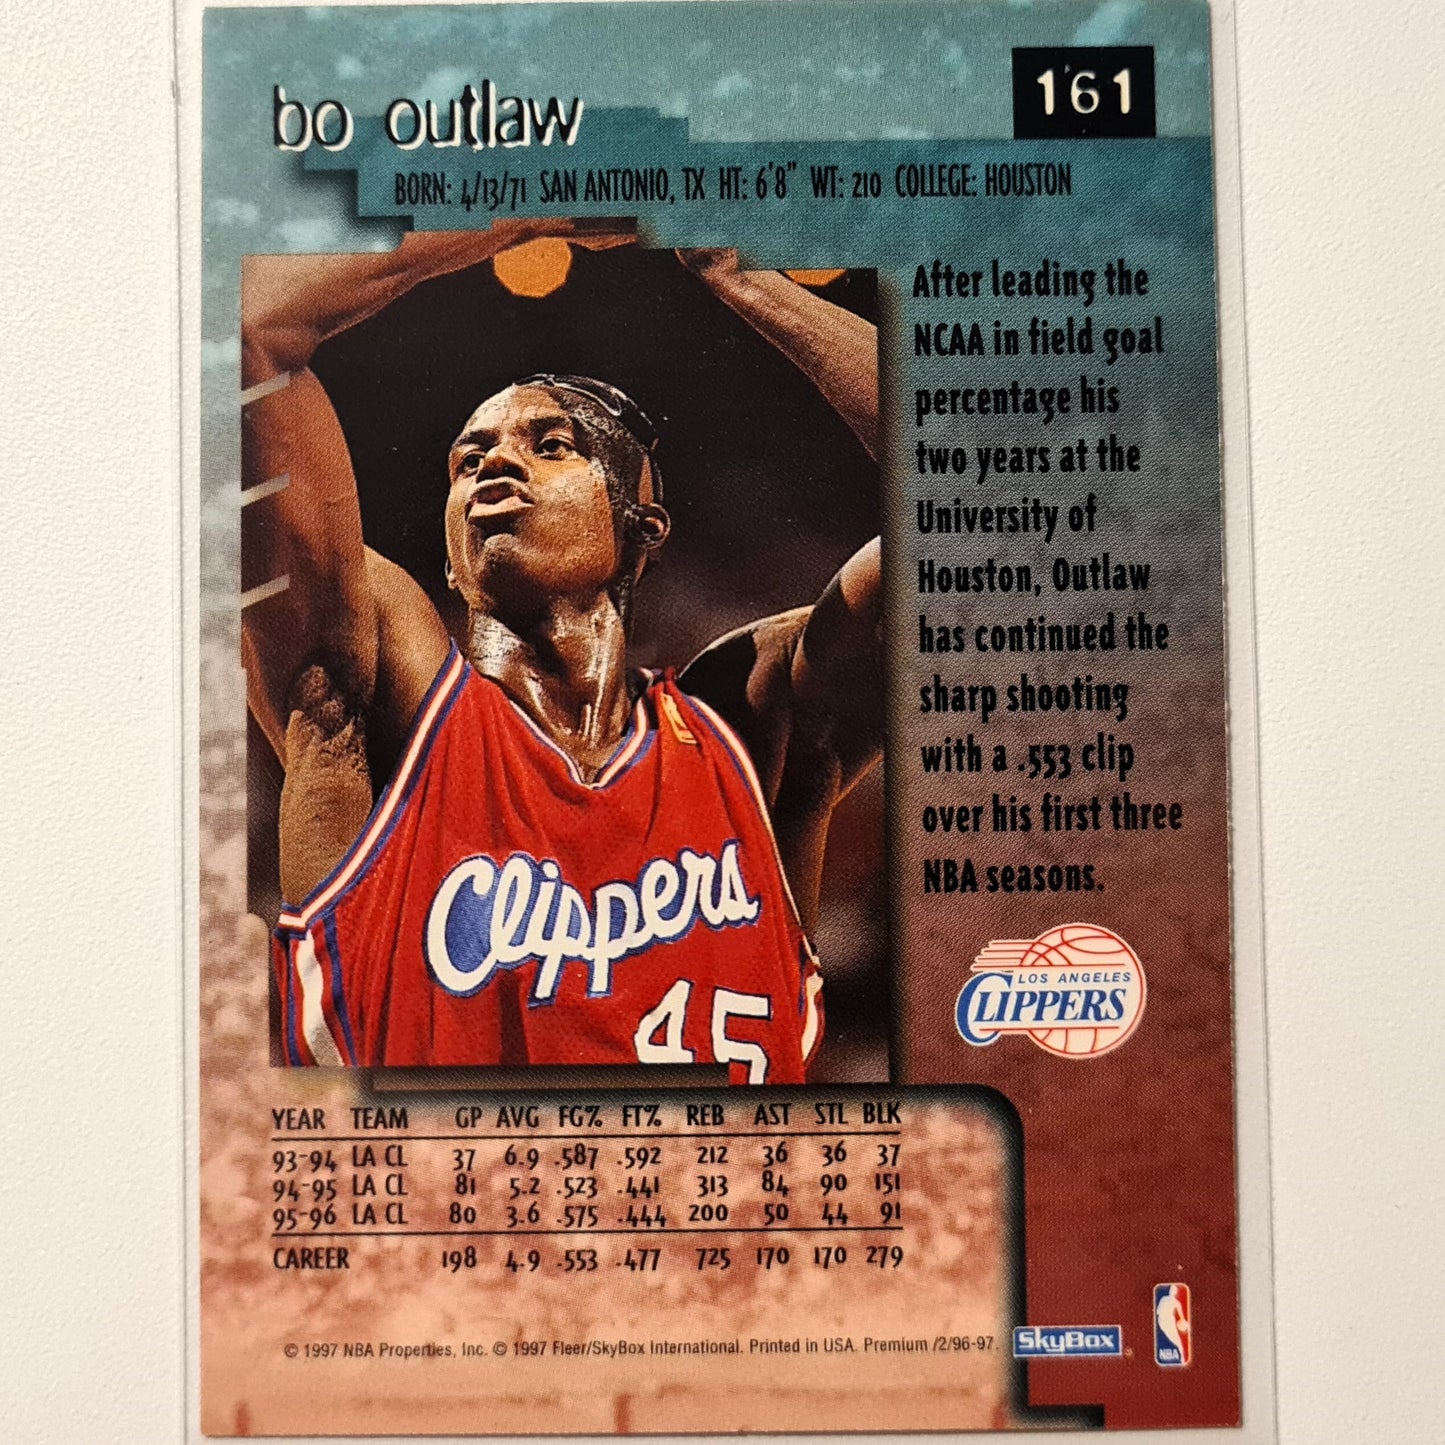 bo outlaw
161
BORN: 4/13/71 SAN ANTONIO, TX HT: 6'8" WT: 210 COLLEGE: HOUSTON
After leading the
NCAA in field goal
percentage his
two years at the
University of
Houston, Outlaw
has continued the
sharp shooting
with a .553 clip
over his first three
NBA seasons.
Clippers
45
LOS ANGELES
CLIPPERS
YEAR TEAM GP AVG FG% FT% REB AST STL BLK
93-94 LA CL 37 6.9 .587 .592 212 36 36 37
94-95 LA CL 81 5.2 .523 .441 313 84 90 151
95-96 LA CL 80 3.6 .575 .444 200 50 44 91
CAREER 198 4.9 .553 .477 725 170 170 279
© 1997 NBA Properties, Inc. © 1997 Fleer/SkyBox International. Printed in USA. Premium /2/96-97.
SkyBox
NBA